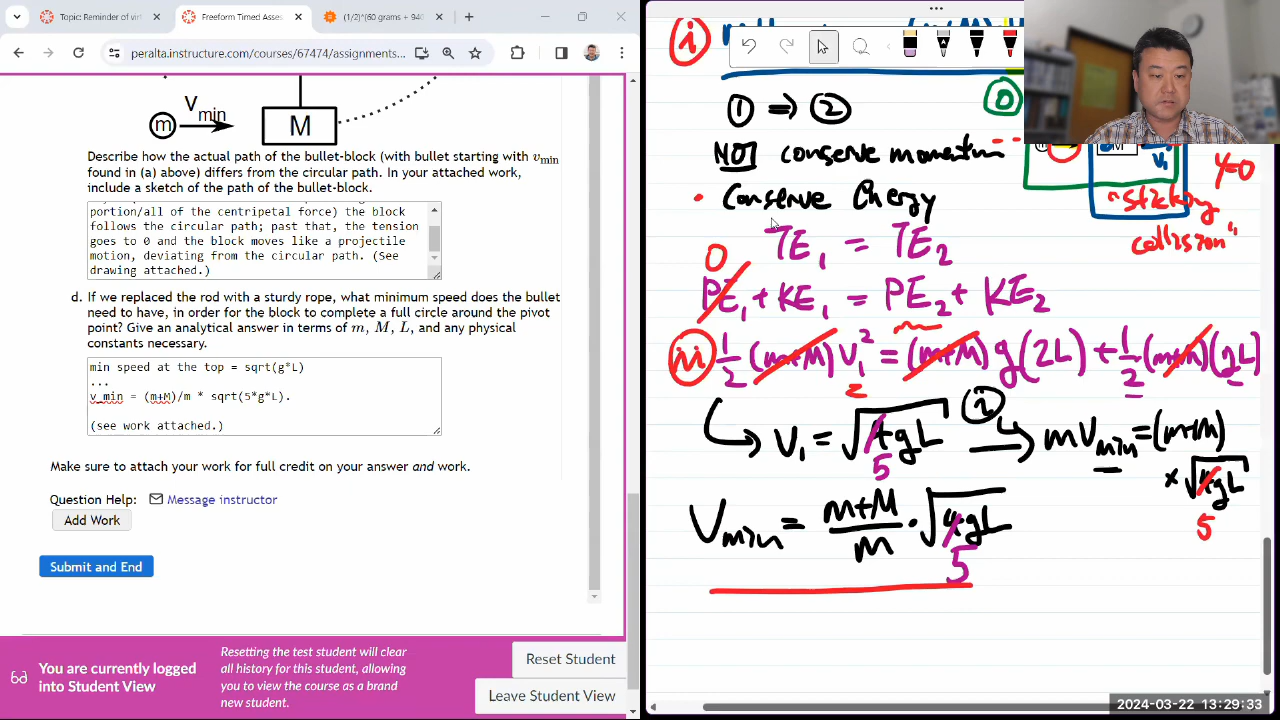 Topic: Reminder of virt
Freeform Timed Asses
(1/2)*(60 grams + 940
peralta.instructure.com/courses/72614/assignments...
V
min
m
M
Describe how the actual path of the bullet-block (with bullet starting with vmin
found in (a) above) differs from the circular path. In your attached work,
include a sketch of the path of the bullet-block.
portion/all of the centripetal force) the block
follows the circular path; past that, the tension
goes to 0 and the block moves like a projectile
motion, departing from the circular path. (See
drawing attached.)
d. If we replaced the rope with a sturdy pole, what minimum speed does the bullet
need to have, in order for the block to complete a full circle around the pivot
point? Give an analytical answer in terms of m, M, L, and any physical
constants necessary.
min speed at the top = sqrt(g*L)
...
v_min = (m+M)/m * sqrt(5*g*L).
(see work attached.)
Make sure to attach your work for full credit on your answer and work.
Question Help: Message instructor
Add Work
Submit and End
You are currently logged
into Student View
Resetting the test student will clear
all history for this student, allowing
you to view the course as a brand
new student.
Reset Student
Leave Student View
i
① ⇒ ②
0
NOT conserve momentum
V1
y=0
• Conserve Energy
"sticking
collision"
TE1 = TE2
0
PE1 + KE1 = PE2 + KE2
½ (m+M) V1² = (m+M) g(2L) + ½ (m+M)(gL)
V1 = √4gL
5
i
mVmin = (m+M)
× √4gL
5
Vmin = m+M/m · √4gL
5
2024-03-22 13:29:33